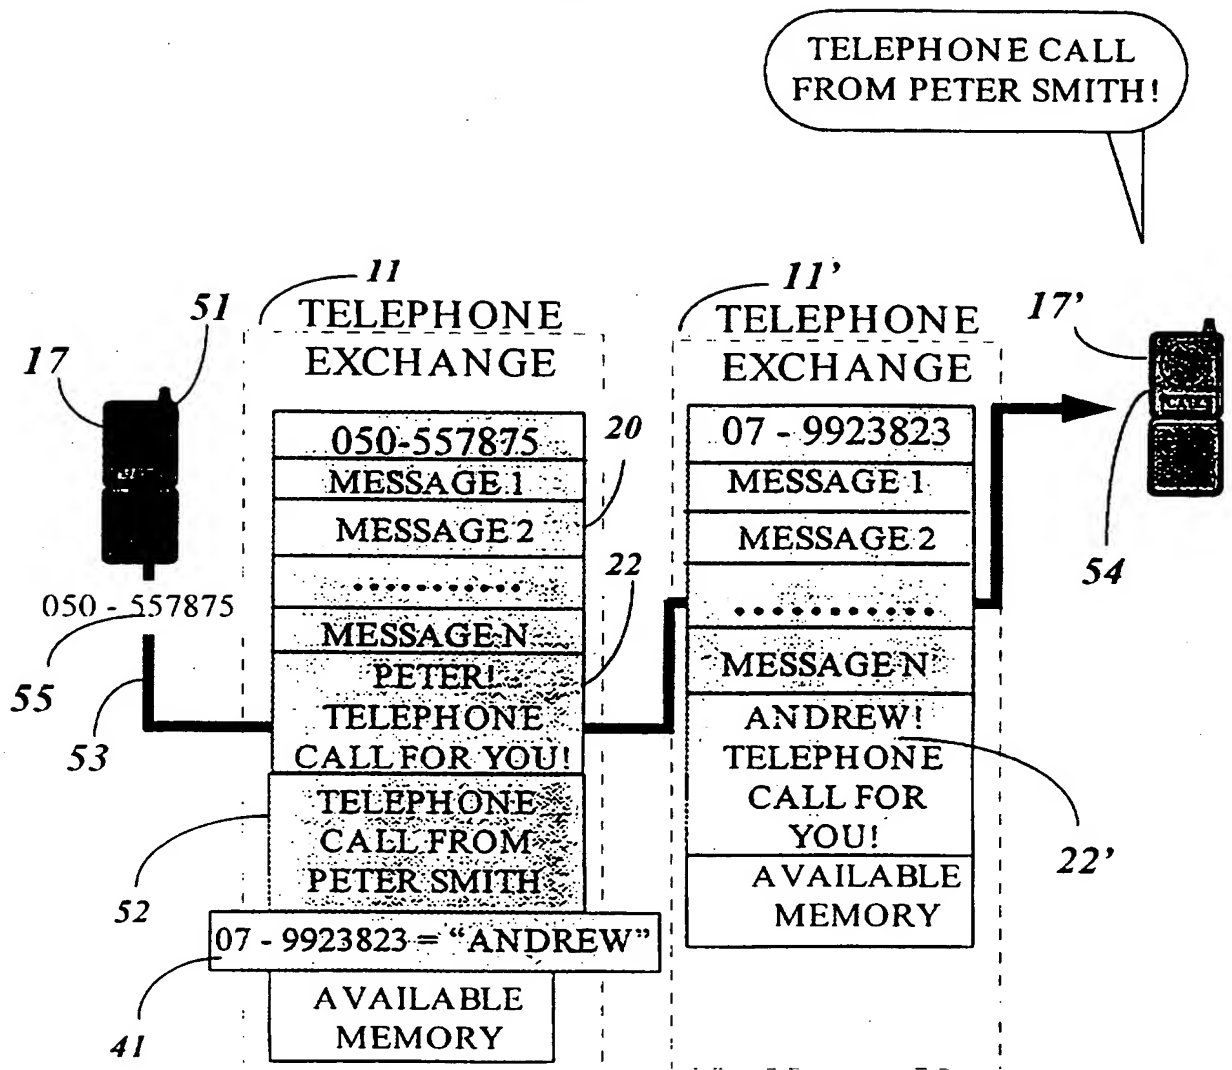 TELEPHONE CALL
FROM PETER SMITH!
11
TELEPHONE
EXCHANGE
11'
TELEPHONE
EXCHANGE
17
51
17'
54
CALL
050 - 557875
55
53
050-557875
MESSAGE 1
MESSAGE 2
...........
MESSAGE N
PETER!
TELEPHONE
CALL FOR YOU!
TELEPHONE
CALL FROM
PETER SMITH
07 - 9923823 = "ANDREW"
AVAILABLE
MEMORY
20
22
52
41
07 - 9923823
MESSAGE 1
MESSAGE 2
............
MESSAGE N
ANDREW!
TELEPHONE
CALL FOR
YOU!
AVAILABLE
MEMORY
22'